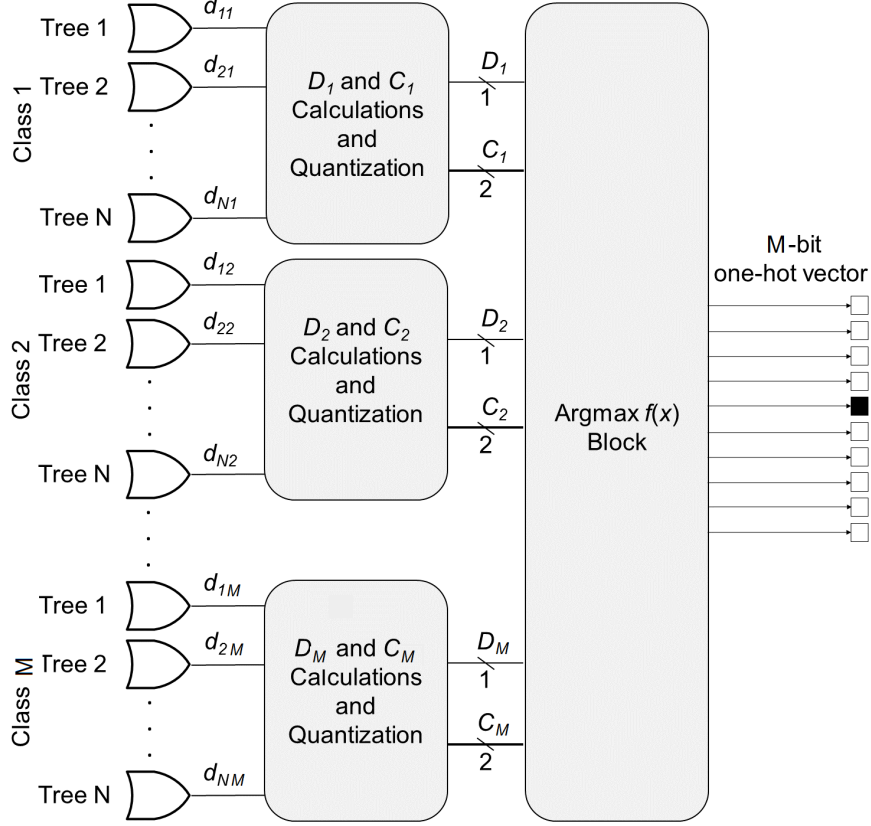 Class 1
Tree 1
d11
Tree 2
d21
Tree N
dN1
D1 and C1
Calculations
and
Quantization
D1
1
C1
2
Class 2
Tree 1
d12
Tree 2
d22
Tree N
dN2
D2 and C2
Calculations
and
Quantization
D2
1
C2
2
Class M
Tree 1
d1M
Tree 2
d2M
Tree N
dNM
DM and CM
Calculations
and
Quantization
DM
1
CM
2
Argmax f(x)
Block
M-bit
one-hot vector